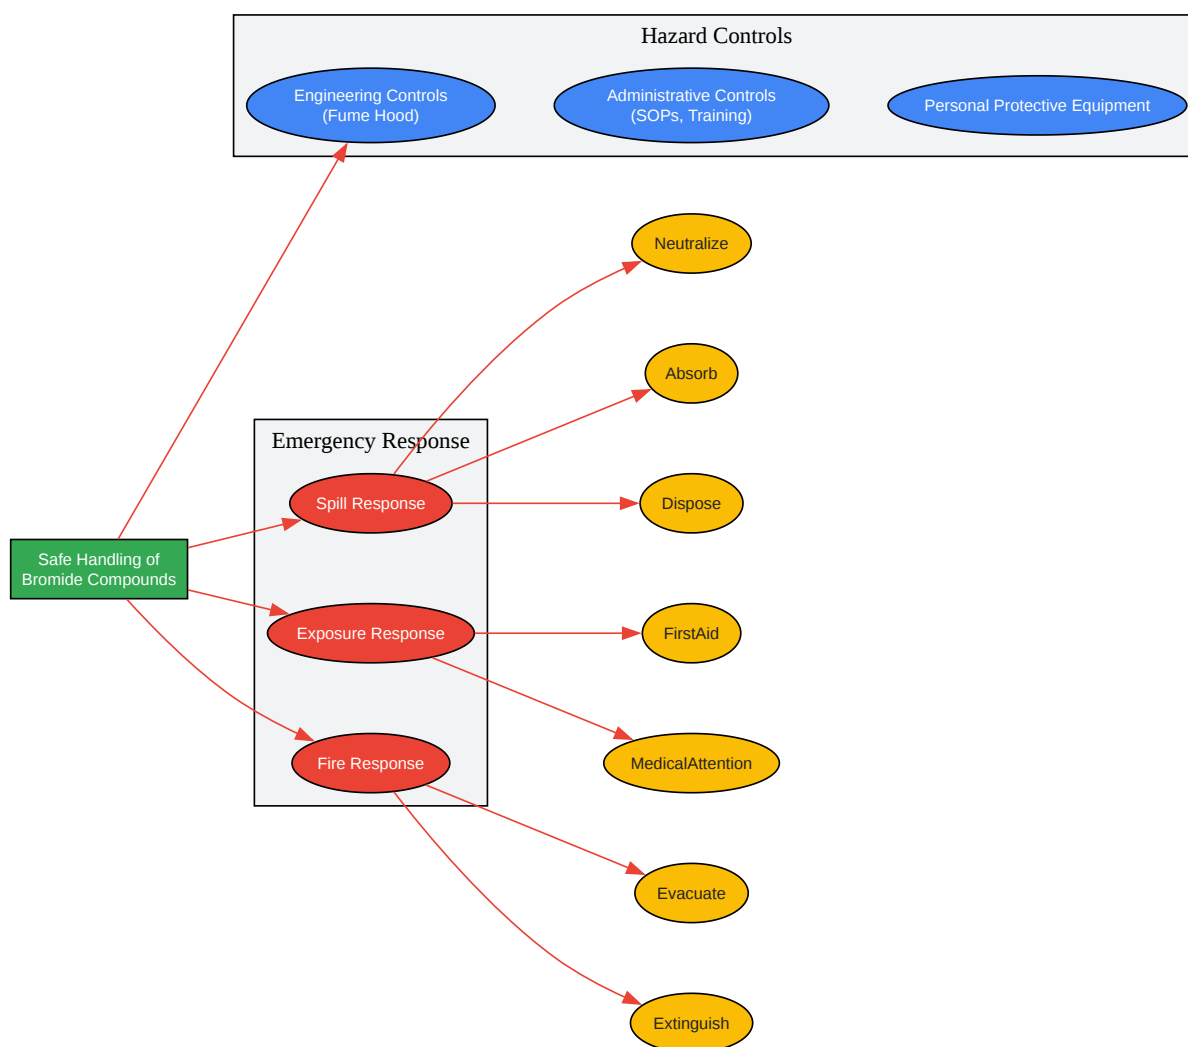 Hazard Controls
Engineering Controls
(Fume Hood)
Administrative Controls
(SOPs, Training)
Personal Protective Equipment
Neutralize
Absorb
Emergency Response
Spill Response
Dispose
Safe Handling of
Bromide Compounds
Exposure Response
FirstAid
Fire Response
MedicalAttention
Evacuate
Extinguish